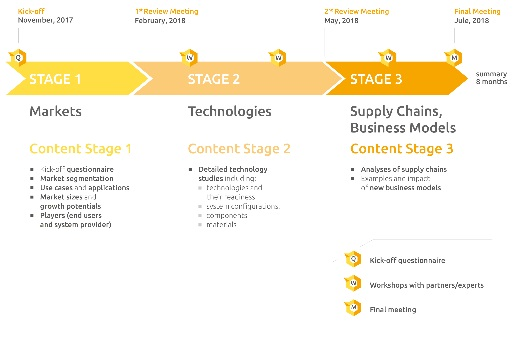 Kick-off
November, 2017
1st Review Meeting
February, 2018
2nd Review Meeting
May, 2018
Final Meeting
Jule, 2018
Q
W
W
W
M
STAGE 1
STAGE 2
STAGE 3
summary
8 months
Markets
Technologies
Supply Chains,
Business Models
Content Stage 1
Content Stage 2
Content Stage 3
Kick-off questionnaire
Market segmentation
Use cases and applications
Market sizes and
growth potentials
Players (end users
and system provider)
Detailed technology
studies including:
technologies and
their readiness
system configurations,
components
materials
Analyses of supply chains
Examples and impact
of new business models
Q
Kick-off questionnaire
W
Workshops with partners/experts
M
Final meeting